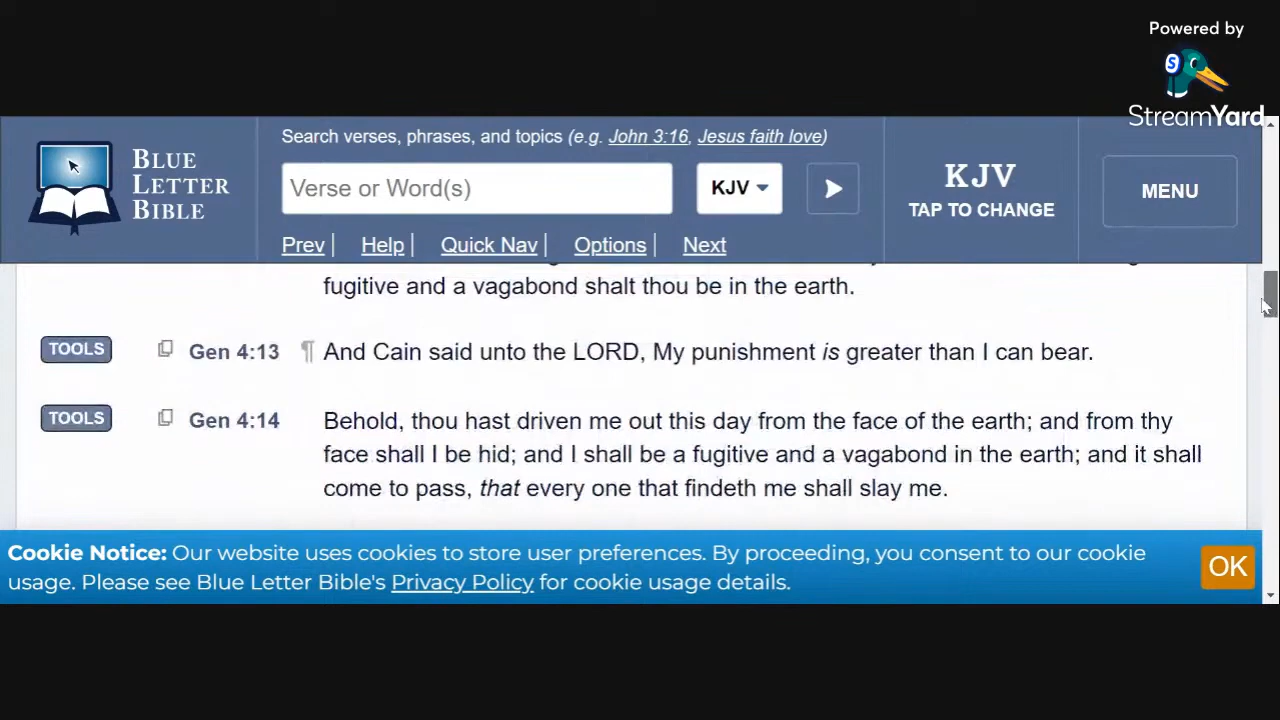 Powered by
StreamYard
Search verses, phrases, and topics (e.g. John 3:16, Jesus faith love)
BLUE
LETTER
BIBLE
Verse or Word(s)
KJV
KJV
TAP TO CHANGE
MENU
Prev | Help | Quick Nav | Options | Next
fugitive and a vagabond shalt thou be in the earth.
TOOLS Gen 4:13 ¶ And Cain said unto the LORD, My punishment is greater than I can bear.
TOOLS Gen 4:14 Behold, thou hast driven me out this day from the face of the earth; and from thy
face shall I be hid; and I shall be a fugitive and a vagabond in the earth; and it shall
come to pass, that every one that findeth me shall slay me.
Cookie Notice: Our website uses cookies to store user preferences. By proceeding, you consent to our cookie
usage. Please see Blue Letter Bible's Privacy Policy for cookie usage details.
OK